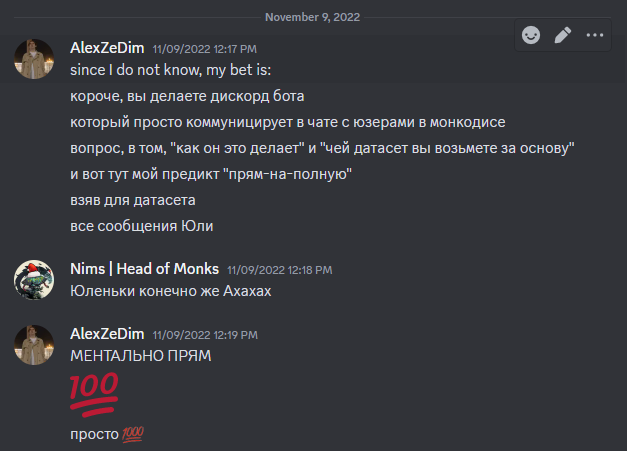 November 9, 2022
AlexZeDim 11/09/2022 12:17 PM
since I do not know, my bet is:
короче, вы делаете дискорд бота
который просто коммуницирует в чате с юзерами в монкодисе
вопрос, в том, "как он это делает" и "чей датасет вы возьмете за основу"
и вот тут мой предикт "прям-на-полную"
взяв для датасета
все сообщения Юли
Nims | Head of Monks 11/09/2022 12:18 PM
Юленьки конечно же Ахахах
AlexZeDim 11/09/2022 12:19 PM
МЕНТАЛЬНО ПРЯМ
100
просто 1000